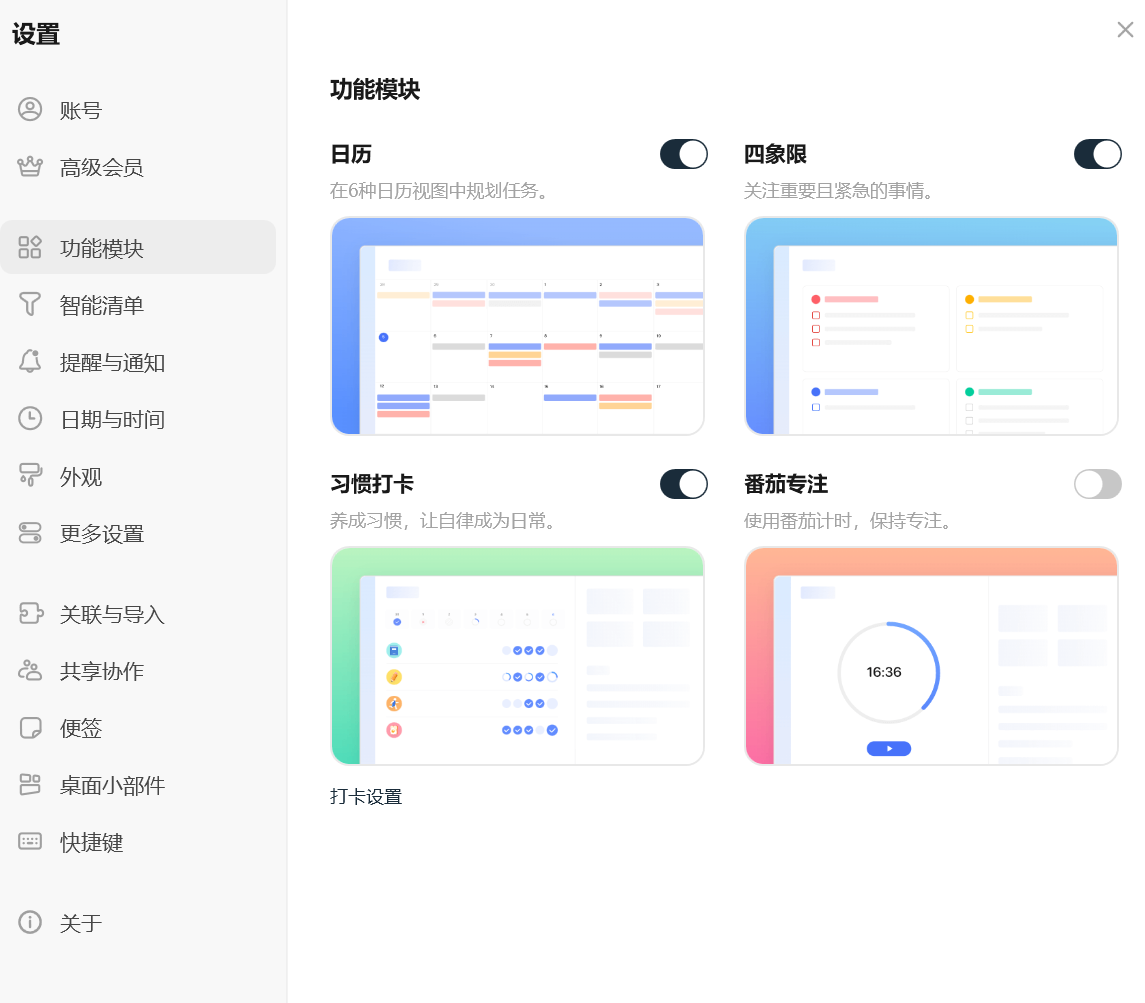 设置
账号
高级会员
功能模块
智能清单
提醒与通知
日期与时间
外观
更多设置
关联与导入
共享协作
便签
桌面小部件
快捷键
关于
功能模块
日历
在6种日历视图中规划任务。
四象限
关注重要且紧急的事情。
习惯打卡
养成习惯，让自律成为日常。
打卡设置
番茄专注
使用番茄计时，保持专注。
16:36